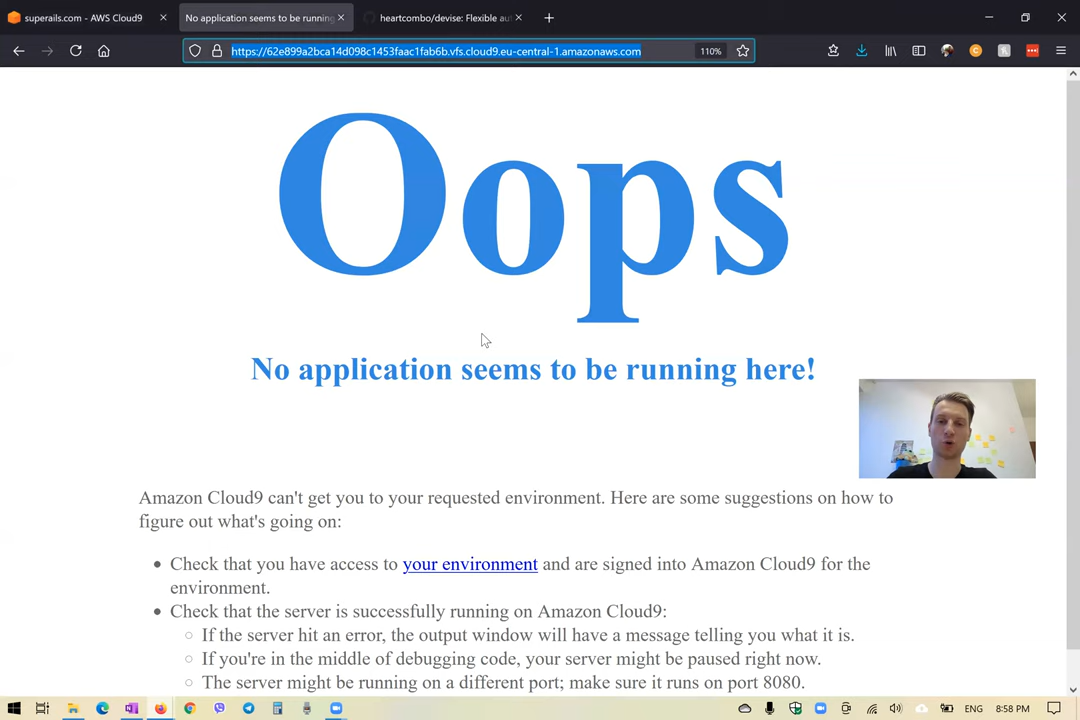 superails.com - AWS Cloud9
No application seems to be running
heartcombo/devise: Flexible au
https://62e899a2bca14d098c1453faac1fab6b.vfs.cloud9.eu-central-1.amazonaws.com
110%
Oops
No application seems to be running here!
Amazon Cloud9 can't get you to your requested environment. Here are some suggestions on how to
figure out what's going on:
Check that you have access to your environment and are signed into Amazon Cloud9 for the
environment.
Check that the server is successfully running on Amazon Cloud9:
If the server hit an error, the output window will have a message telling you what it is.
If you're in the middle of debugging code, your server might be paused right now.
The server might be running on a different port; make sure it runs on port 8080.
ENG
8:58 PM